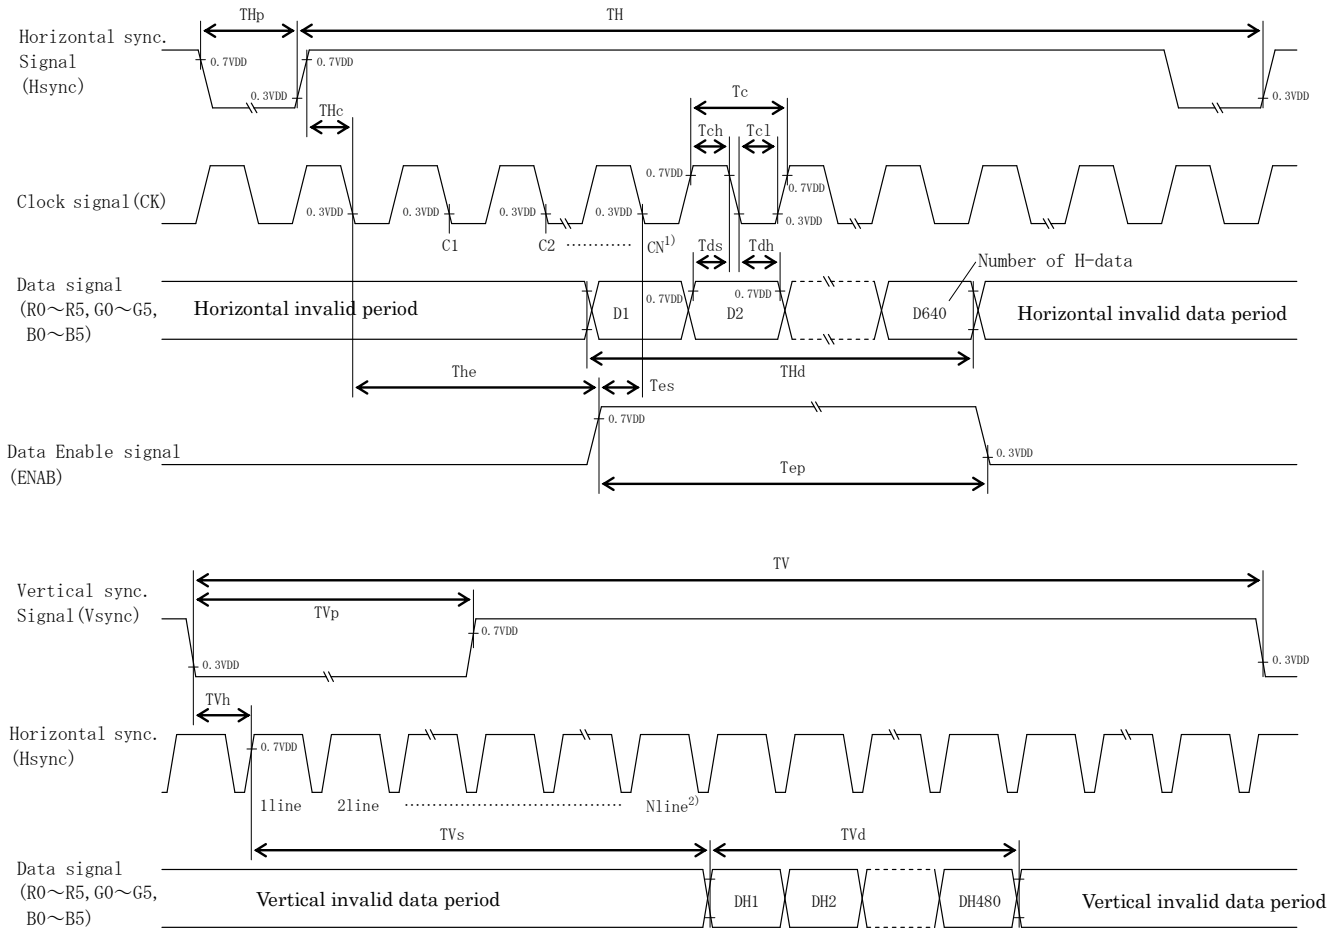 THp
TH
Horizontal sync.
Signal
(Hsync)
0.7VDD
0.3VDD
0.7VDD
0.3VDD
THc
Tc
Tch
Tcl
Clock signal(CK)
0.7VDD
0.7VDD
0.3VDD
0.3VDD
0.3VDD
0.3VDD
0.3VDD
C1
C2 ············ CN1)
Tds
Tdh
Number of H-data
Data signal
(R0～R5,G0～G5,
B0～B5)
Horizontal invalid period
0.7VDD
0.7VDD
D1
D2
D640
Horizontal invalid data period
THd
The
Tes
0.7VDD
Data Enable signal
(ENAB)
0.3VDD
Tep
TV
Vertical sync.
Signal(Vsync)
TVp
0.7VDD
0.3VDD
0.3VDD
TVh
Horizontal sync.
(Hsync)
0.7VDD
1line
2line
········································
Nline2)
TVs
TVd
Data signal
(R0～R5,G0～G5,
B0～B5)
Vertical invalid data period
DH1
DH2
DH480
Vertical invalid data period